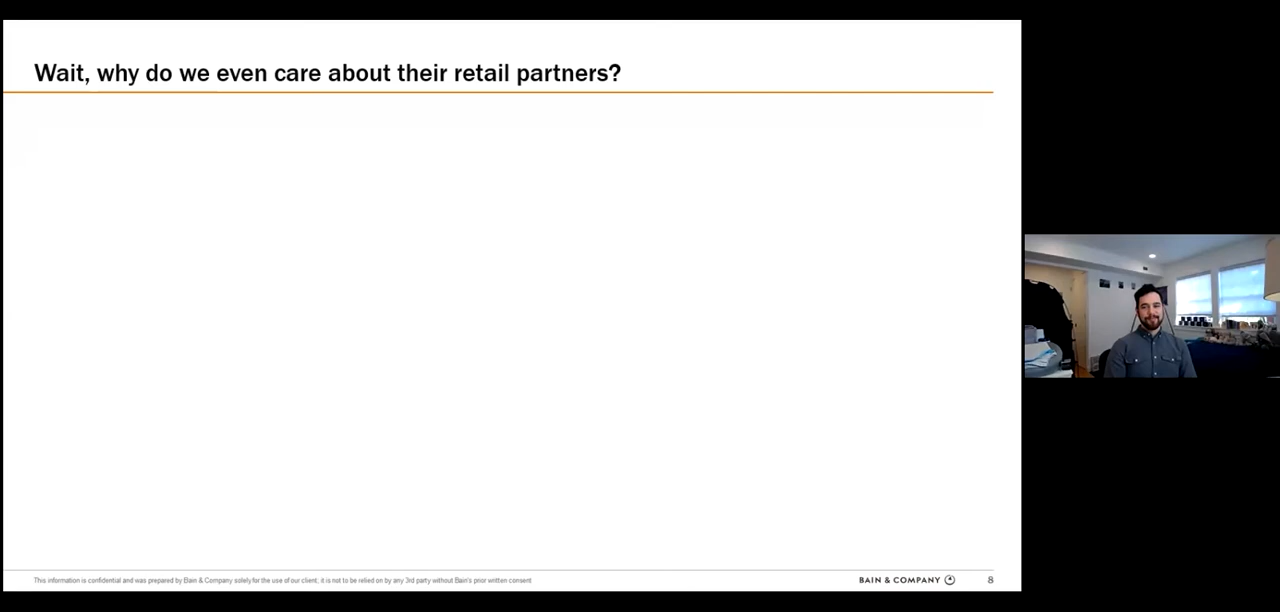 Wait, why do we even care about their retail partners?
This information is confidential and was prepared by Bain & Company solely for the use of our client; it is not to be relied on by any 3rd party without Bain's prior written consent
BAIN & COMPANY
8